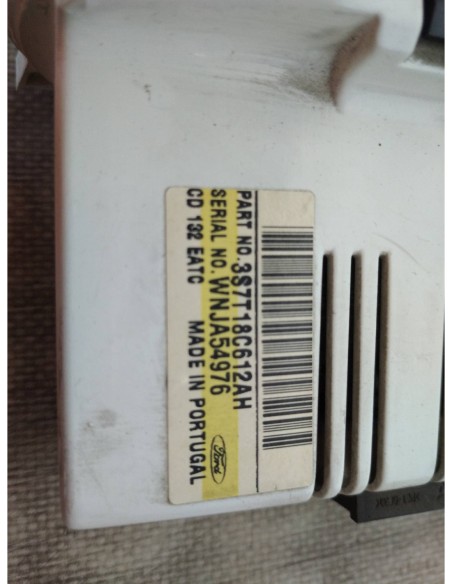 PART NO. 3S7T18C612AH
SERIAL NO. WNJA54976
CD 132 EATC MADE IN PORTUGAL
Ford